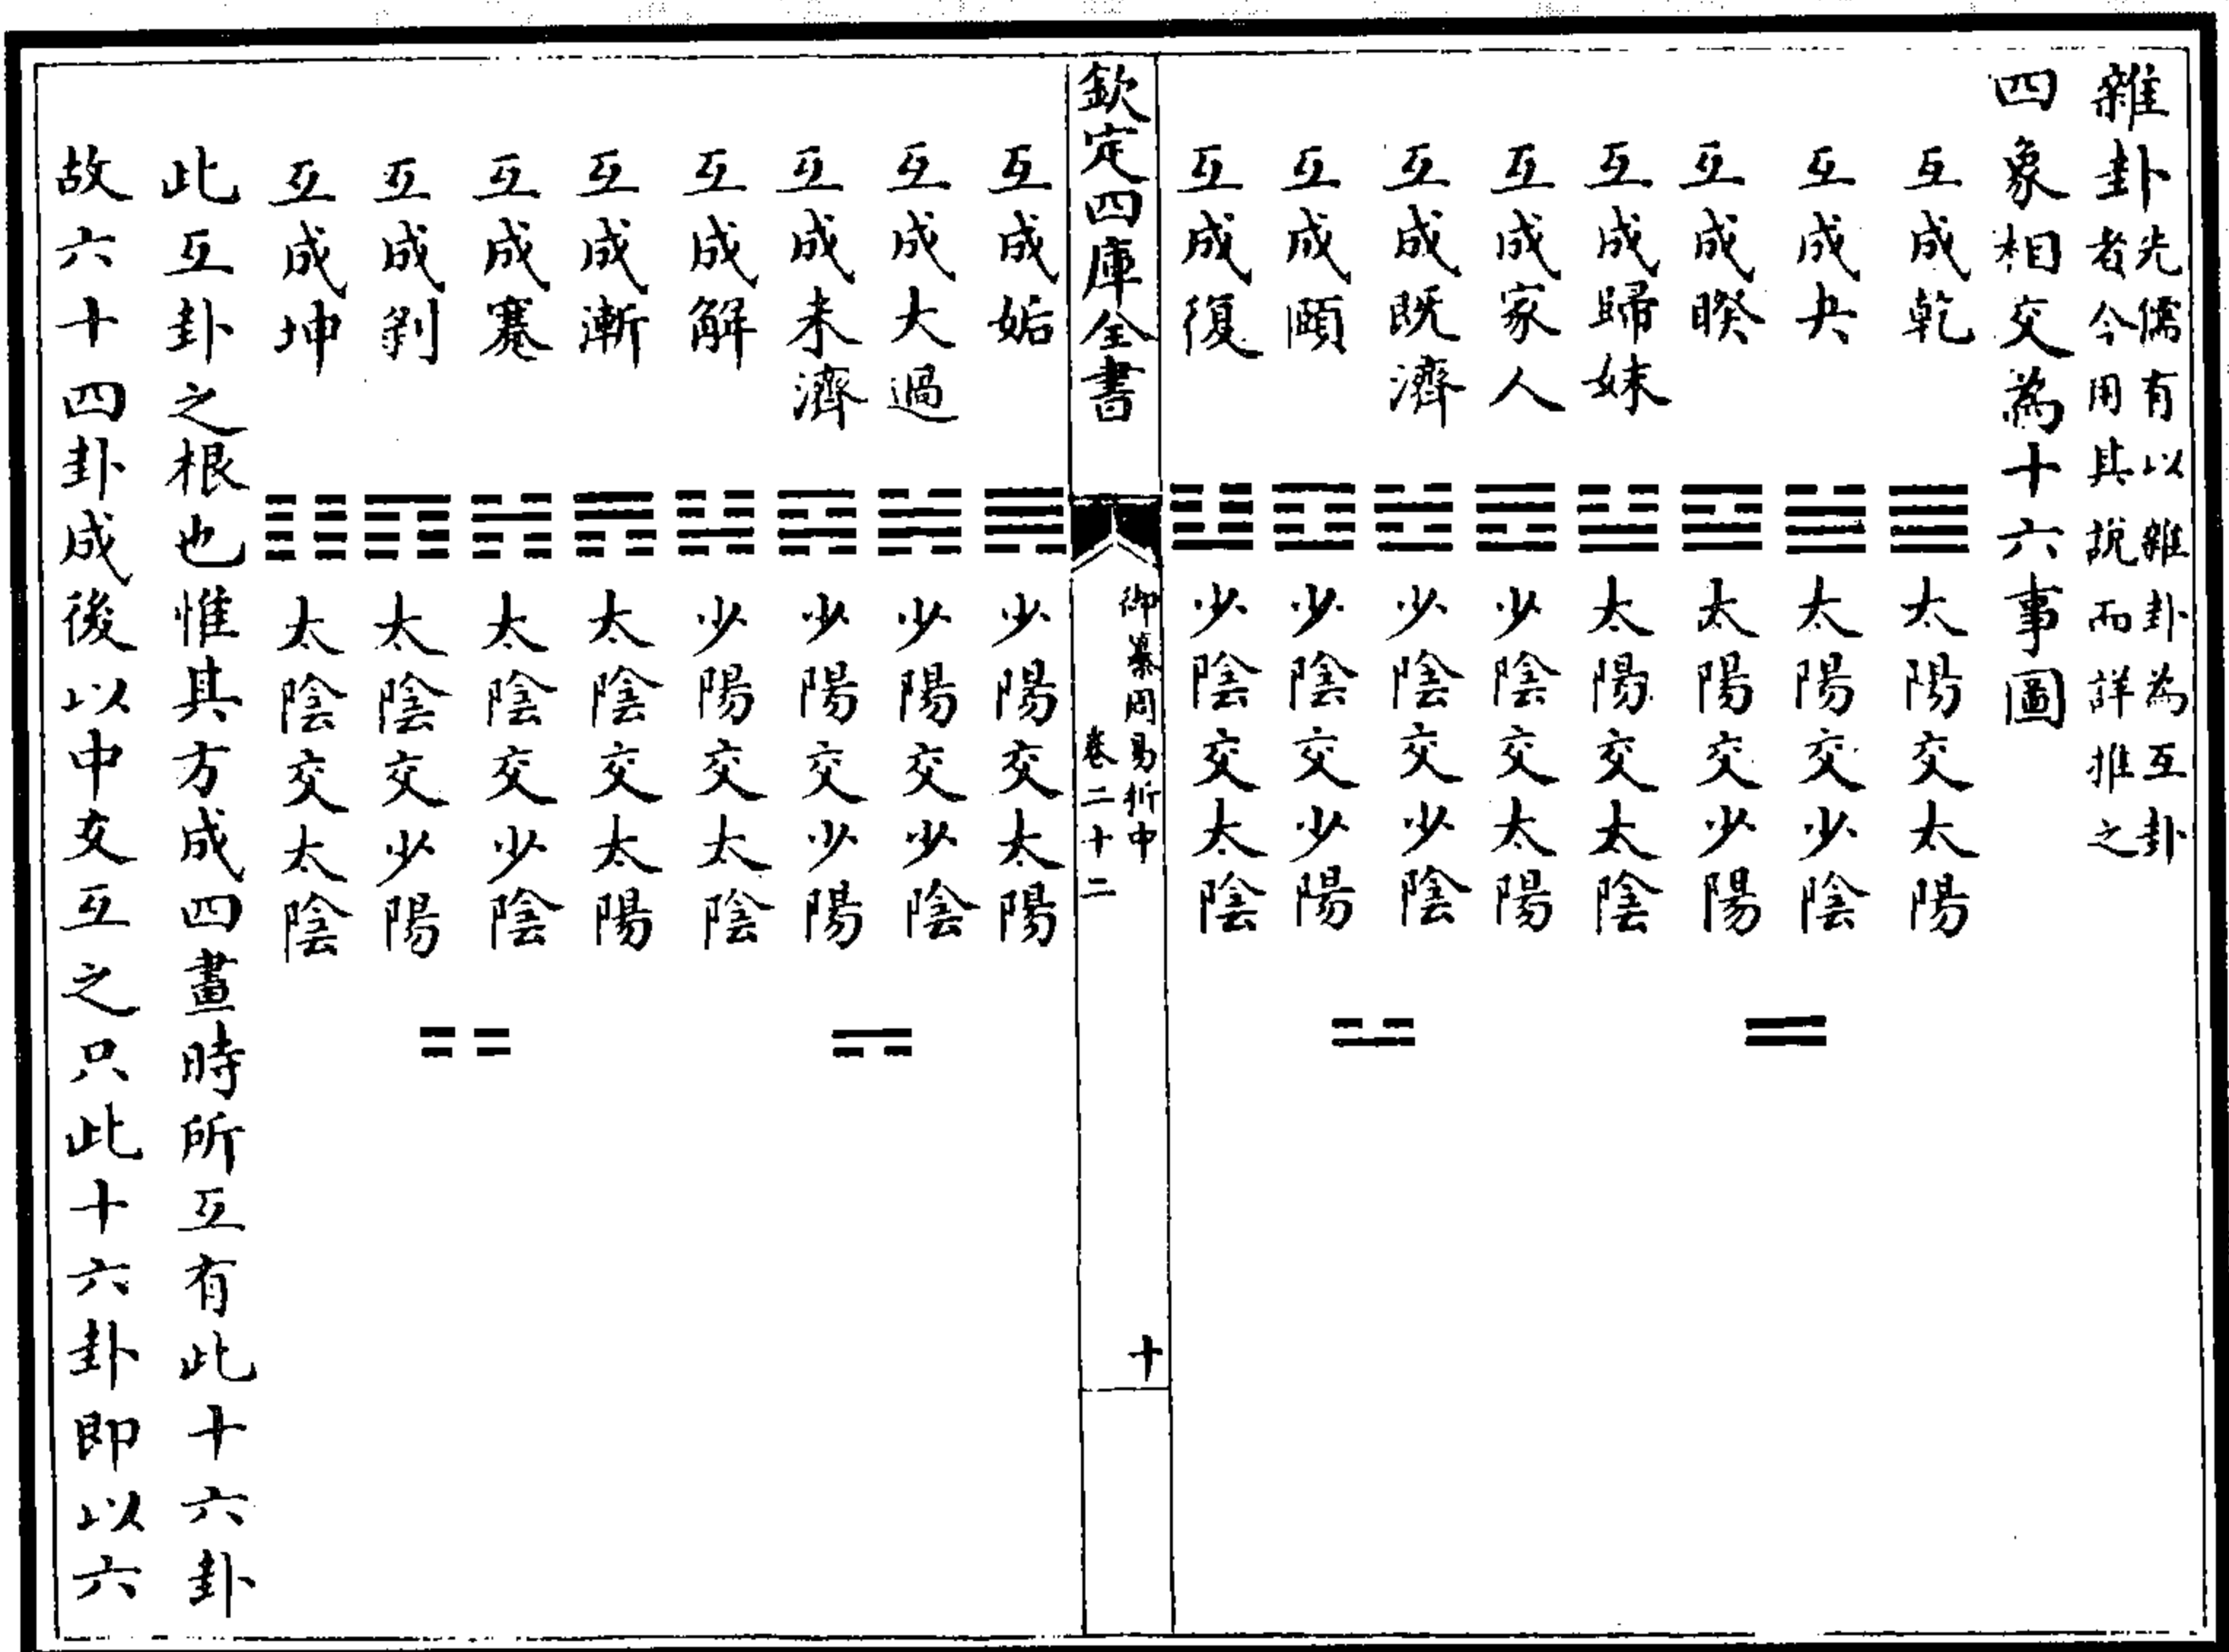 雜卦先儒有以雜卦為互卦
者今用其說而詳推之
四象相交為十六事圖
互成乾 太陽交太陽
互成夬 太陽交少陰
互成睽 太陽交少陽
互成歸妹 太陽交太陰
互成家人 少陰交太陽
互成既濟 少陰交少陰
互成頤 少陰交少陽
互成復 少陰交太陰
欽定四庫全書
御纂周易折中
卷二十二
十
互成姤 少陽交太陽
互成大過 少陽交少陰
互成未濟 少陽交少陽
互成解 少陽交太陰
互成漸 太陰交太陽
互成蹇 太陰交少陰
互成剝 太陰交少陽
互成坤 太陰交太陰
此互卦之根也惟其方成四畫時所互有此十六卦
故六十四卦成後以中爻互之只此十六卦即以六